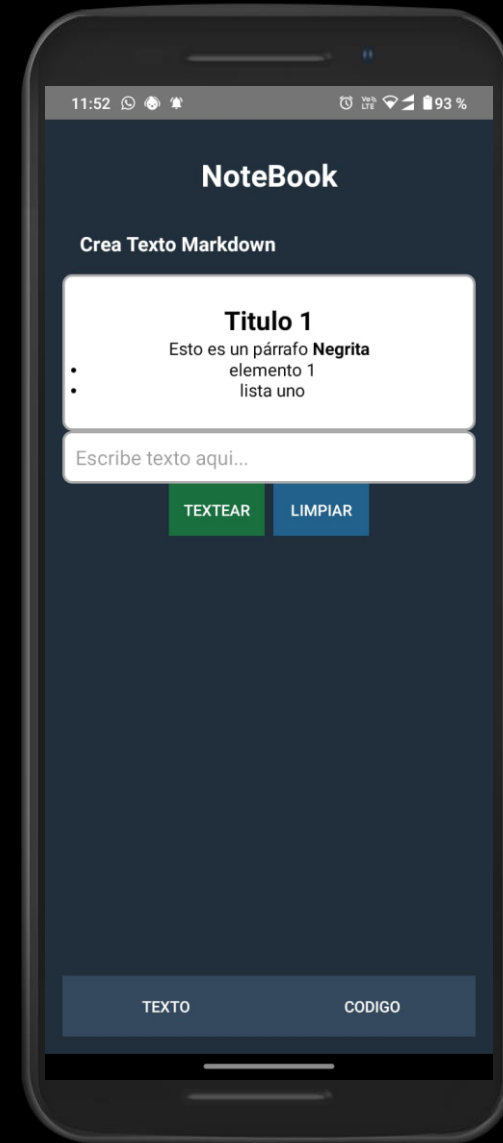 11:52 VoLTE 93 %
NoteBook
Crea Texto Markdown
Titulo 1
Esto es un párrafo Negrita
• elemento 1
• lista uno
Escribe texto aqui...
TEXTEAR LIMPIAR
TEXTO CODIGO